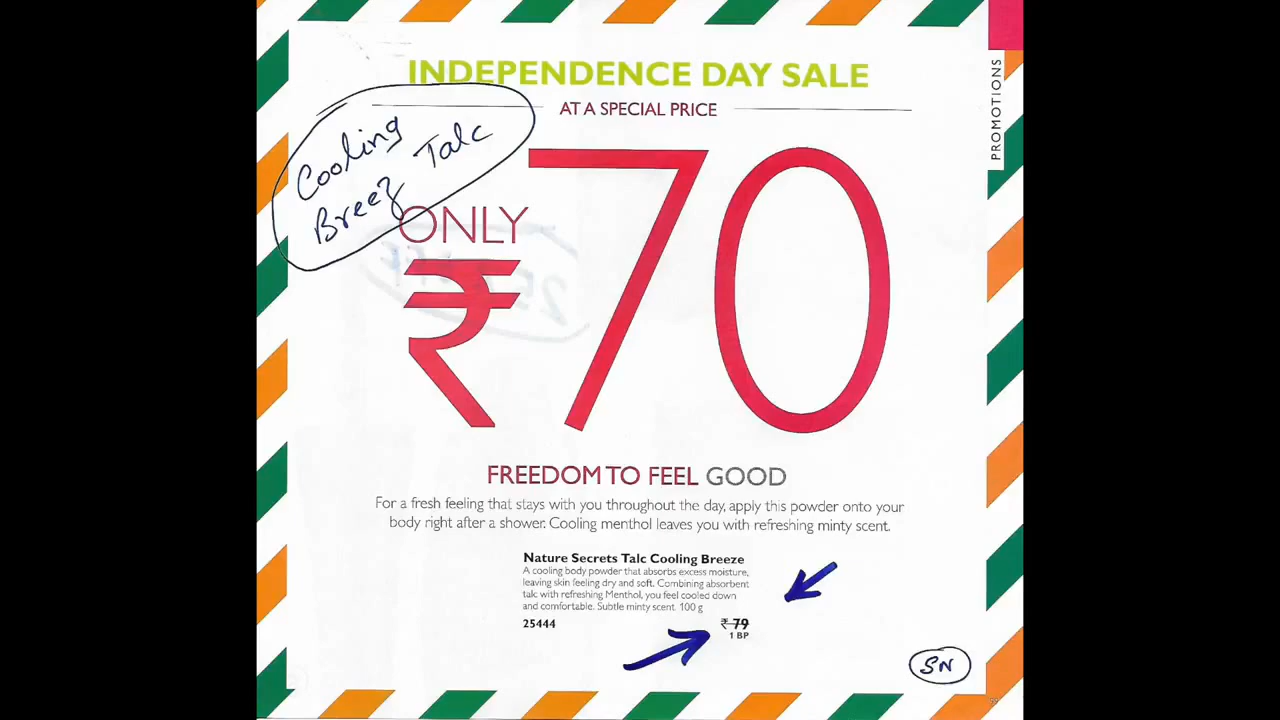 INDEPENDENCE DAY SALE
AT A SPECIAL PRICE
PROMOTIONS
Cooling
Breez Talc
ONLY
₹70
FREEDOM TO FEEL GOOD
For a fresh feeling that stays with you throughout the day, apply this powder onto your
body right after a shower. Cooling menthol leaves you with refreshing minty scent.
Nature Secrets Talc Cooling Breeze
A cooling body powder that absorbs excess moisture,
leaving skin feeling dry and soft. Combining absorbent
talc with refreshing Menthol, you feel cooled down
and comfortable. Subtle minty scent. 100 g
25444
₹ 79
1 BP
SN